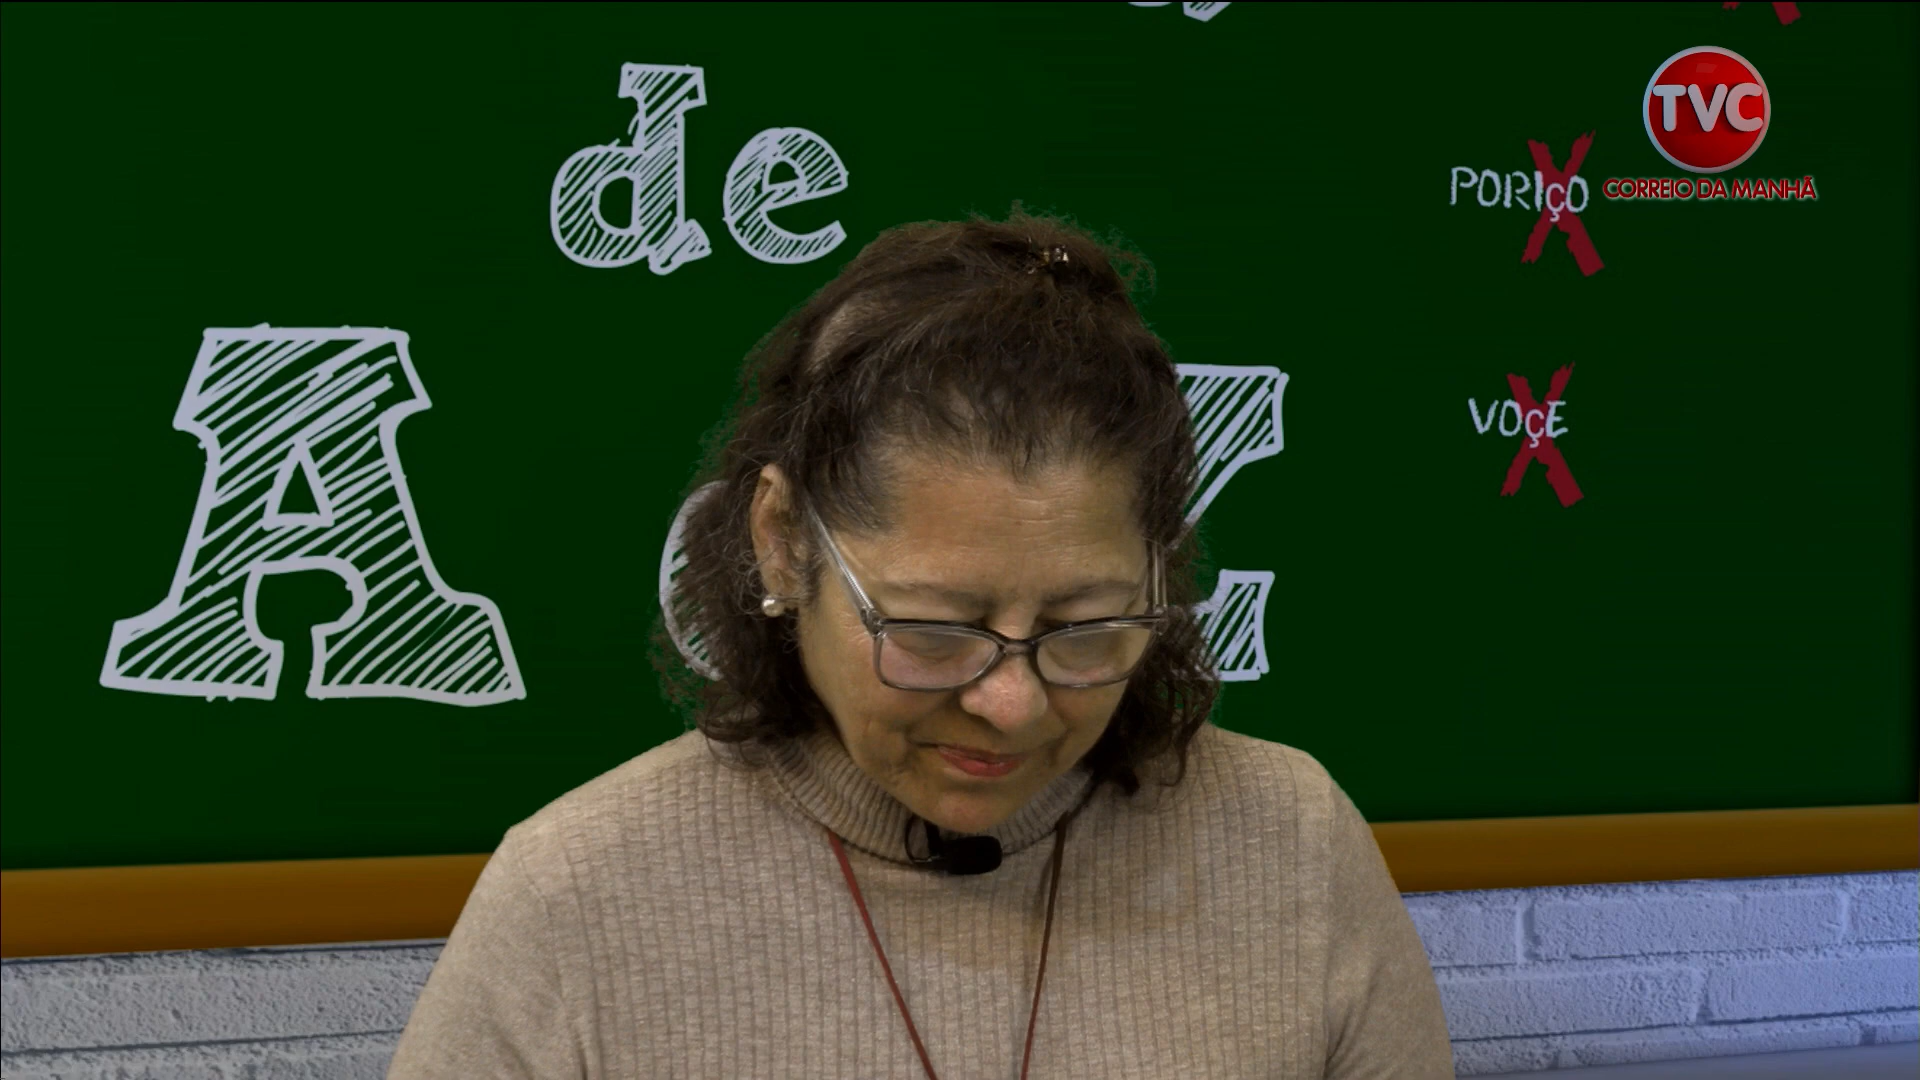 de
A
Z
PORIÇO
VOÇE
TVC
CORREIO DA MANHÃ